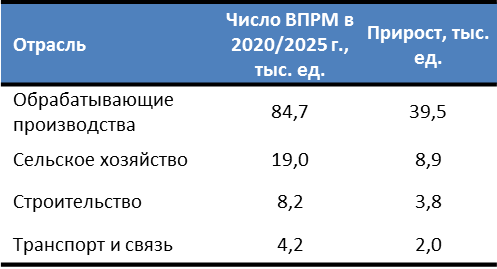 Отрасль
Число ВПРМ в
2020/2025 г.,
тыс. ед.
Прирост, тыс.
ед.
Обрабатывающие
производства
84,7
39,5
Сельское хозяйство
19,0
8,9
Строительство
8,2
3,8
Транспорт и связь
4,2
2,0